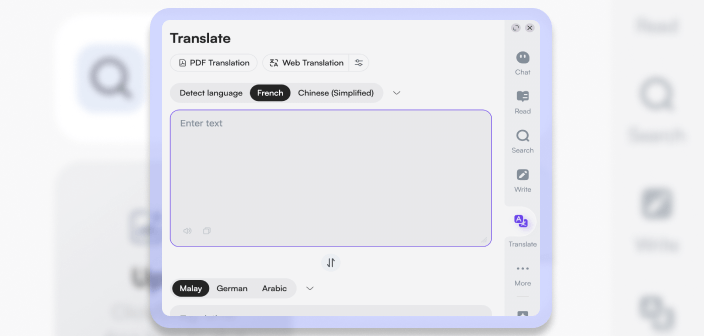 Translate
PDF Translation
Web Translation
Detect language
French
Chinese (Simplified)
Enter text
Malay
German
Arabic
Chat
Read
Search
Write
Translate
More
Read
Search
Write